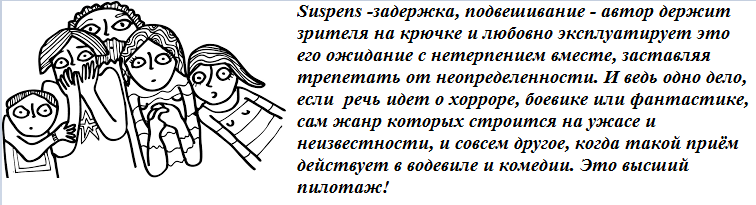 Suspens -задержка, подвешивание - автор держит
зрителя на крючке и любовно эксплуатирует это
его ожидание с нетерпением вместе, заставляя
трепетать от неопределенности. И ведь одно дело,
если речь идет о хорроре, боевике или фантастике,
сам жанр которых строится на ужасе и
неизвестности, и совсем другое, когда такой приём
действует в водевиле и комедии. Это высший
пилотаж!